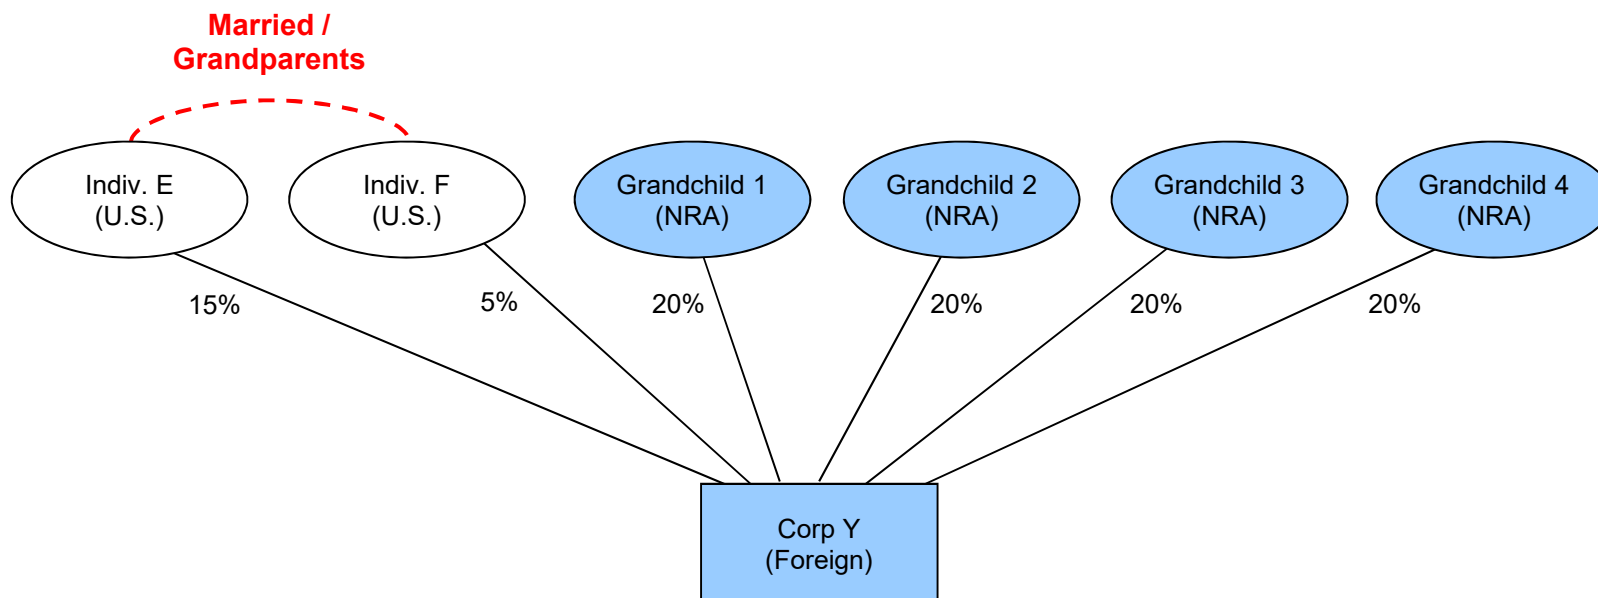 Married /
Grandparents
Indiv. E
(U.S.)
Indiv. F
(U.S.)
Grandchild 1
(NRA)
Grandchild 2
(NRA)
Grandchild 3
(NRA)
Grandchild 4
(NRA)
15%
5%
20%
20%
20%
20%
Corp Y
(Foreign)